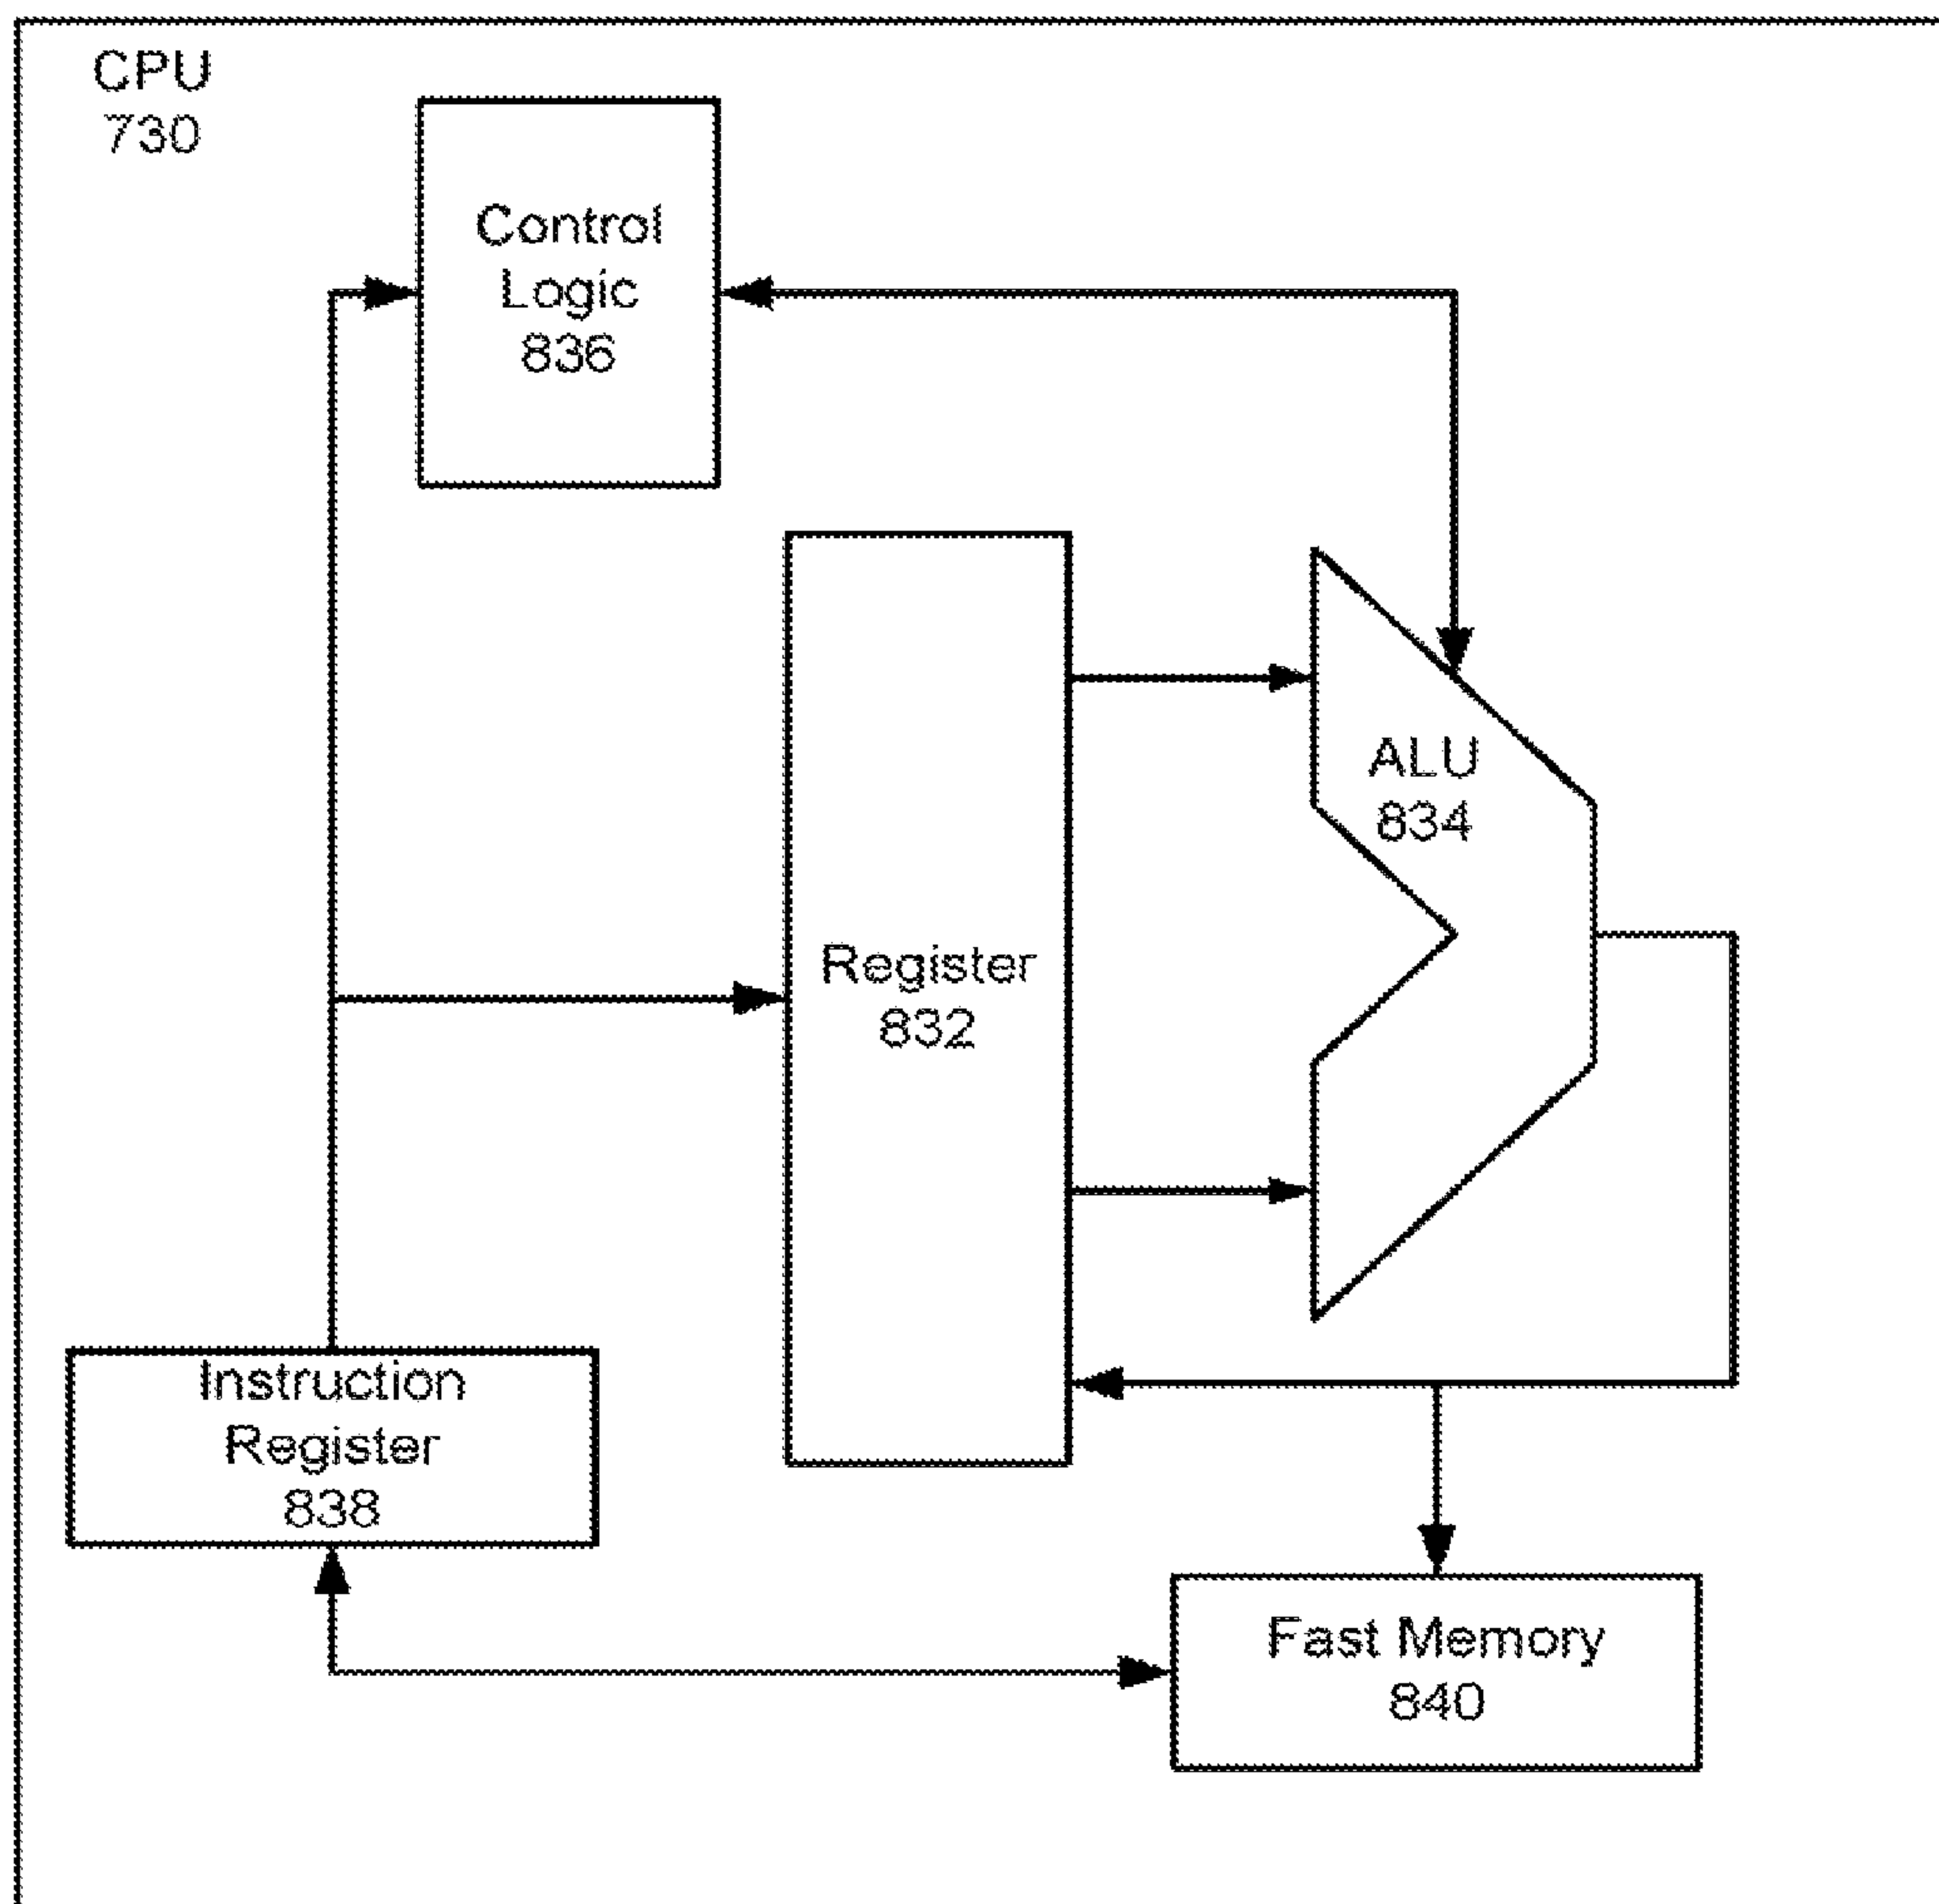 CPU
730
Control
Logic
836
ALU
834
Register
832
Instruction
Register
838
Fast Memory
840